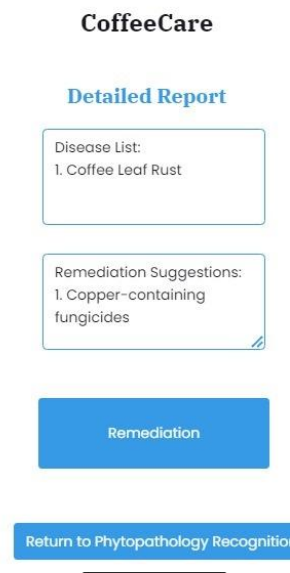 CoffeeCare
Detailed Report
Disease List:
1. Coffee Leaf Rust
Remediation Suggestions:
1. Copper-containing
fungicides
Remediation
Return to Phytopathology Recognition